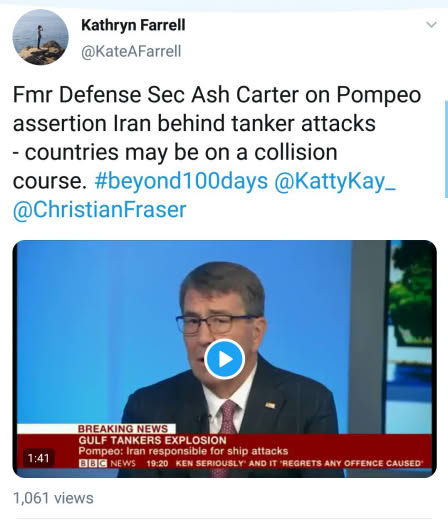 Kathryn Farrell
@KateAFarrell
Fmr Defense Sec Ash Carter on Pompeo
assertion Iran behind tanker attacks
- countries may be on a collision
course. #beyond100days @KattyKay_
@ChristianFraser
BREAKING NEWS
GULF TANKERS EXPLOSION
Pompeo: Iran responsible for ship attacks
1:41
BBC NEWS 19:20 KEN SERIOUSLY' AND IT 'REGRETS ANY OFFENCE CAUSED'
1,061 views